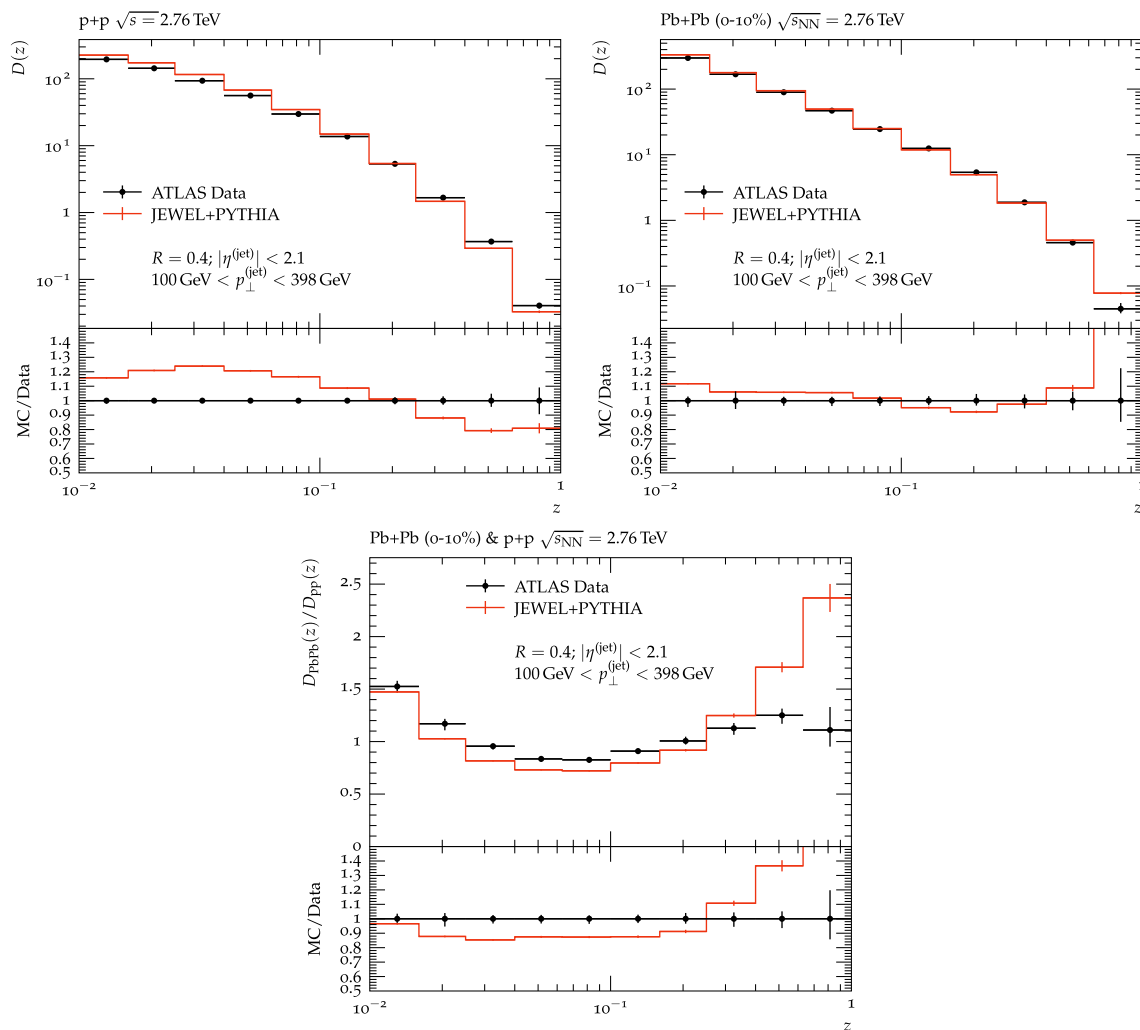 p+p √s = 2.76 TeV
D(z)
10²
10¹
1
10⁻¹
ATLAS Data
JEWEL+PYTHIA
R = 0.4; |η^(jet)| < 2.1
100 GeV < p_⊥^(jet) < 398 GeV
MC/Data
1.4
1.3
1.2
1.1
1
0.9
0.8
0.7
0.6
0.5
10⁻² 10⁻¹ 1
z
Pb+Pb (0-10%) √s_NN = 2.76 TeV
D(z)
10²
10¹
1
10⁻¹
ATLAS Data
JEWEL+PYTHIA
R = 0.4; |η^(jet)| < 2.1
100 GeV < p_⊥^(jet) < 398 GeV
MC/Data
1.4
1.3
1.2
1.1
1
0.9
0.8
0.7
0.6
0.5
10⁻² 10⁻¹ 1
z
Pb+Pb (0-10%) & p+p √s_NN = 2.76 TeV
D_PbPb(z)/D_pp(z)
2.5
2
1.5
1
0.5
0
ATLAS Data
JEWEL+PYTHIA
R = 0.4; |η^(jet)| < 2.1
100 GeV < p_⊥^(jet) < 398 GeV
MC/Data
1.4
1.3
1.2
1.1
1
0.9
0.8
0.7
0.6
0.5
10⁻² 10⁻¹ 1
z